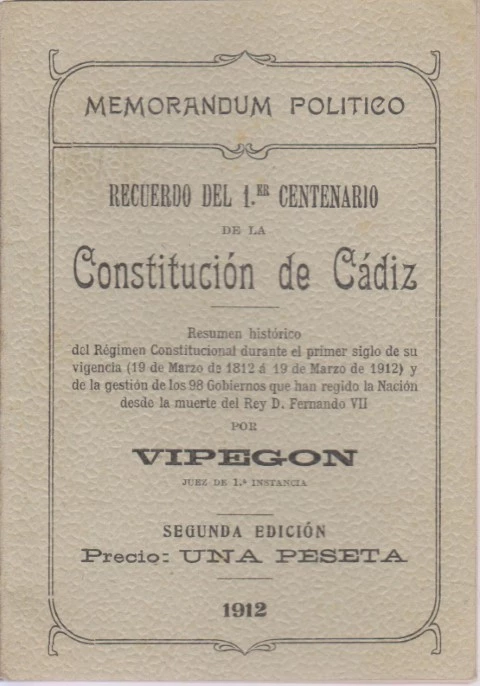 MEMORANDUM POLITICO
RECUERDO DEL 1.ER CENTENARIO
DE LA
Constitución de Cádiz
Resumen histórico
del Régimen Constitucional durante el primer siglo de su
vigencia (19 de Marzo de 1812 á 19 de Marzo de 1912) y
de la gestión de los 98 Gobiernos que han regido la Nación
desde la muerte del Rey D. Fernando VII
POR
VIPEGON
JUEZ DE 1.ª INSTANCIA
SEGUNDA EDICIÓN
Precio: UNA PESETA
1912